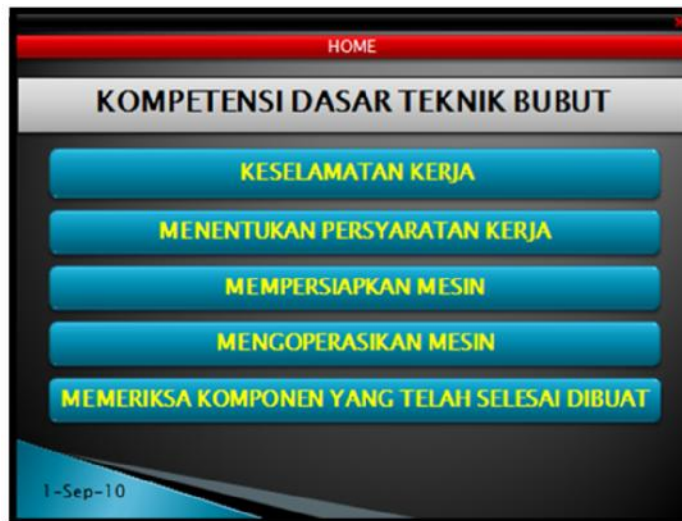 HOME
KOMPETENSI DASAR TEKNIK BUBUT
KESELAMATAN KERJA
MENENTUKAN PERSYARATAN KERJA
MEMPERSIAPKAN MESIN
MENGOPERASIKAN MESIN
MEMERIKSA KOMPONEN YANG TELAH SELESAI DIBUAT
1-Sep-10